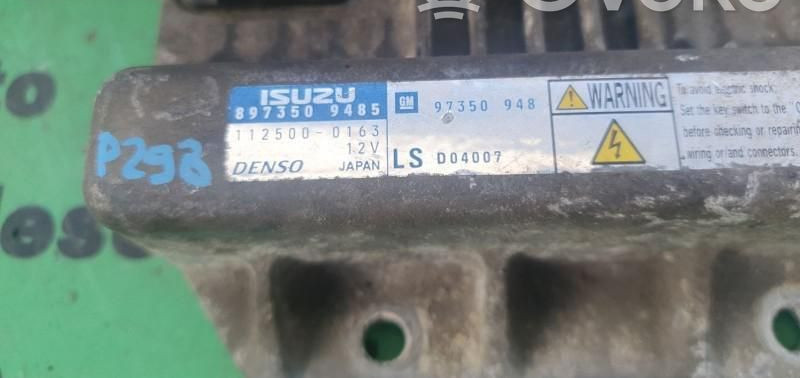 ISUZU
897350 9485
112500-0163
12V
DENSO JAPAN
GM 97350 948
LS D04007
WARNING
To avoid electric shock:
Set the key switch to the
before checking or
wiring or/and connectors.
P298